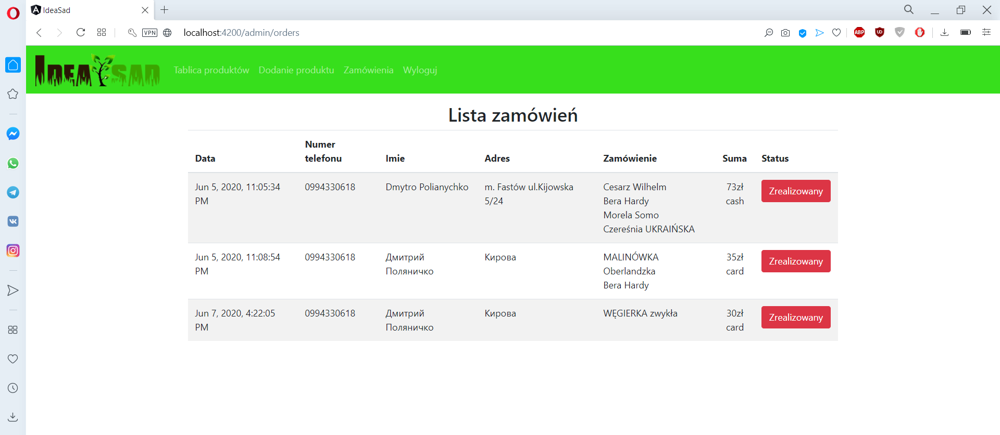 IdeaSad
VPN
localhost:4200/admin/orders
ABP
IDEA SAD
Tablica produktów Dodanie produktu Zamówienia Wyloguj
Lista zamówień
Data Numer telefonu Imie Adres Zamówienie Suma Status
Jun 5, 2020, 11:05:34 0994330618 Dmytro Polianychko m. Fastów ul.Kijowska Cesarz Wilhelm 73zł Zrealizowany
PM 5/24 Bera Hardy cash
Morela Somo
Czereśnia UKRAIŃSKA
Jun 5, 2020, 11:08:54 0994330618 Дмитрий Кирова MALINÓWKA 35zł Zrealizowany
PM Поляничко Oberlandzka card
Bera Hardy
Jun 7, 2020, 4:22:05 0994330618 Дмитрий Кирова WĘGIERKA zwykła 30zł Zrealizowany
PM Поляничко card